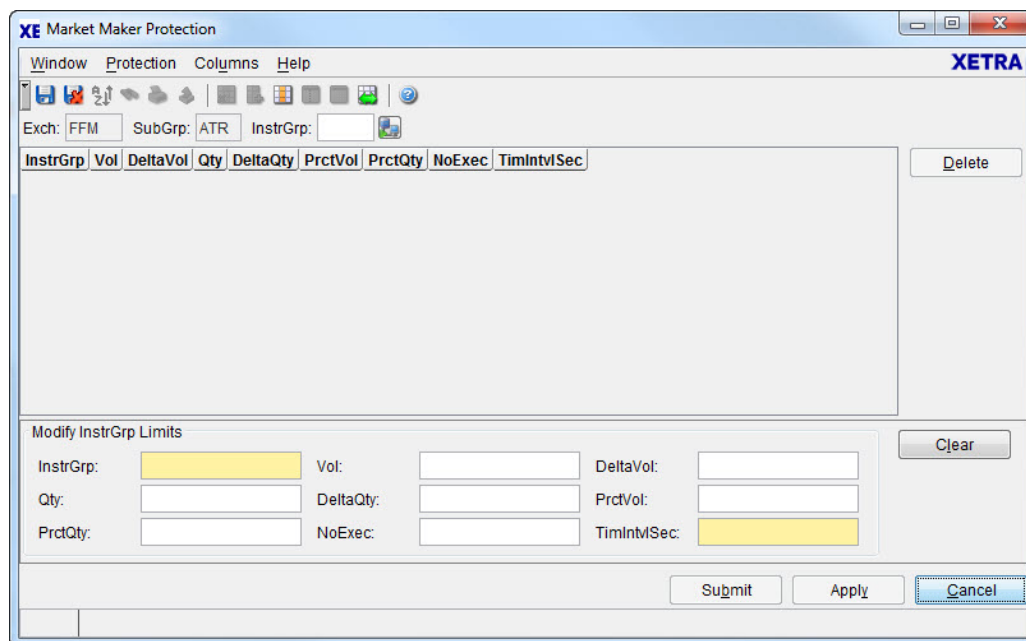 XE Market Maker Protection
Window Protection Columns Help XETRA
Exch: FFM SubGrp: ATR InstrGrp:
InstrGrp Vol DeltaVol Qty DeltaQty PrctVol PrctQty NoExec TimIntvlSec
Delete
Modify InstrGrp Limits
Clear
InstrGrp: Vol: DeltaVol:
Qty: DeltaQty: PrctVol:
PrctQty: NoExec: TimIntvlSec:
Submit Apply Cancel